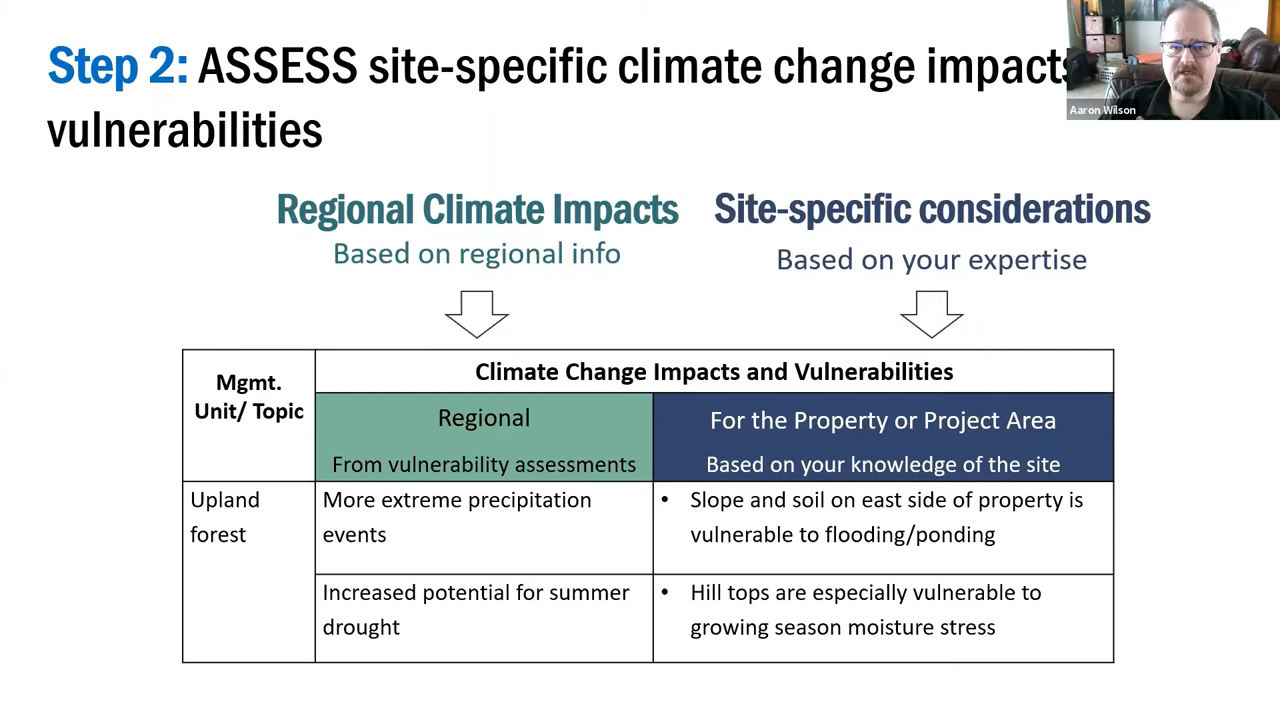 Step 2: ASSESS site-specific climate change impacts
vulnerabilities
Aaron Wilson
Regional Climate Impacts
Based on regional info
Site-specific considerations
Based on your expertise
Mgmt.
Unit/ Topic
Climate Change Impacts and Vulnerabilities
Regional
From vulnerability assessments
For the Property or Project Area
Based on your knowledge of the site
Upland
forest
More extreme precipitation
events
• Slope and soil on east side of property is
vulnerable to flooding/ponding
Increased potential for summer
drought
• Hill tops are especially vulnerable to
growing season moisture stress